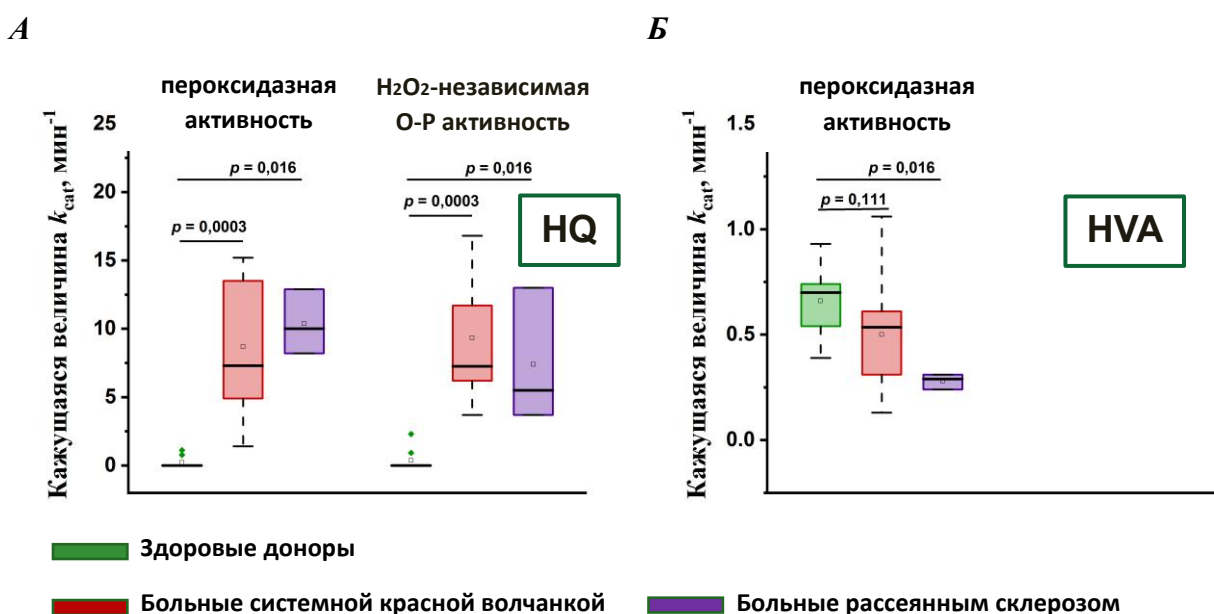 А
Б
пероксидазная
активность
H2O2-независимая
О-Р активность
пероксидазная
активность
Кажущаяся величина kcat, мин-1
25
20
15
10
5
0
p = 0,016
p = 0,0003
p = 0,016
p = 0,0003
HQ
Кажущаяся величина kcat, мин-1
1.5
1.0
0.5
0.0
p = 0,016
p = 0,111
HVA
Здоровые доноры
Больные системной красной волчанкой
Больные рассеянным склерозом